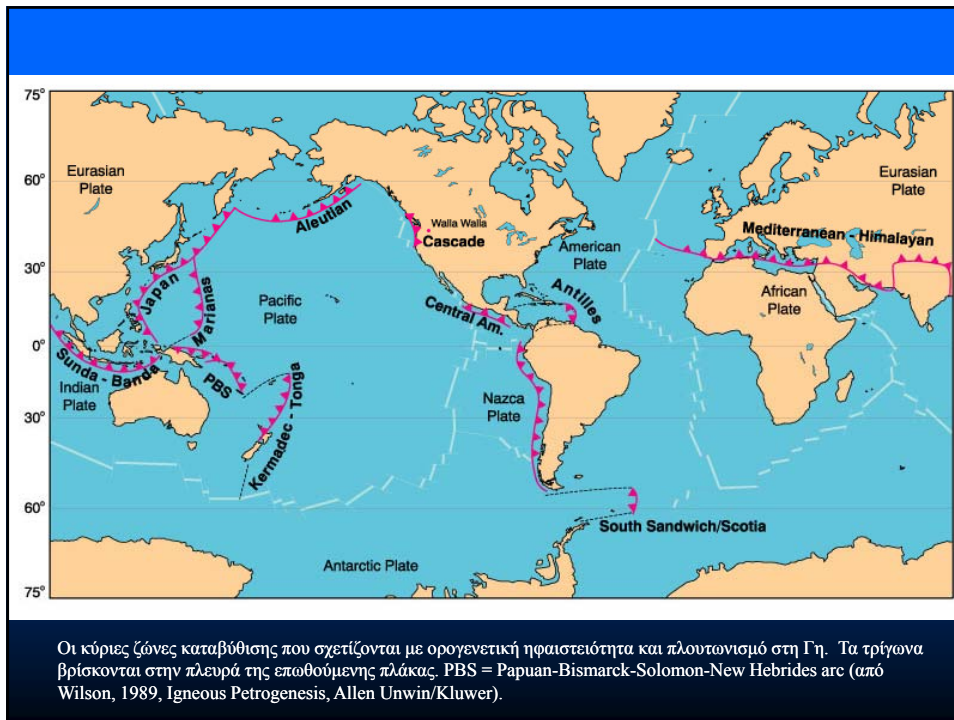 75°
Eurasian
Plate
60°
Aleutian
Walla Walla
Cascade
American
Plate
Eurasian
Plate
Mediterranean - Himalayan
30°
Japan
Marianas
Pacific
Plate
Central Am.
Antilles
African
Plate
0°
Sunda - Banda
Indian
Plate
PBS
Kermadec - Tonga
Nazca
Plate
30°
60°
South Sandwich/Scotia
Antarctic Plate
75°
Οι κύριες ζώνες καταβύθισης που σχετίζονται με ορογενετική ηφαιστειότητα και πλουτωνισμό στη Γη.  Τα τρίγωνα
βρίσκονται στην πλευρά της επωθούμενης πλάκας. PBS = Papuan-Bismarck-Solomon-New Hebrides arc (από
Wilson, 1989, Igneous Petrogenesis, Allen Unwin/Kluwer).